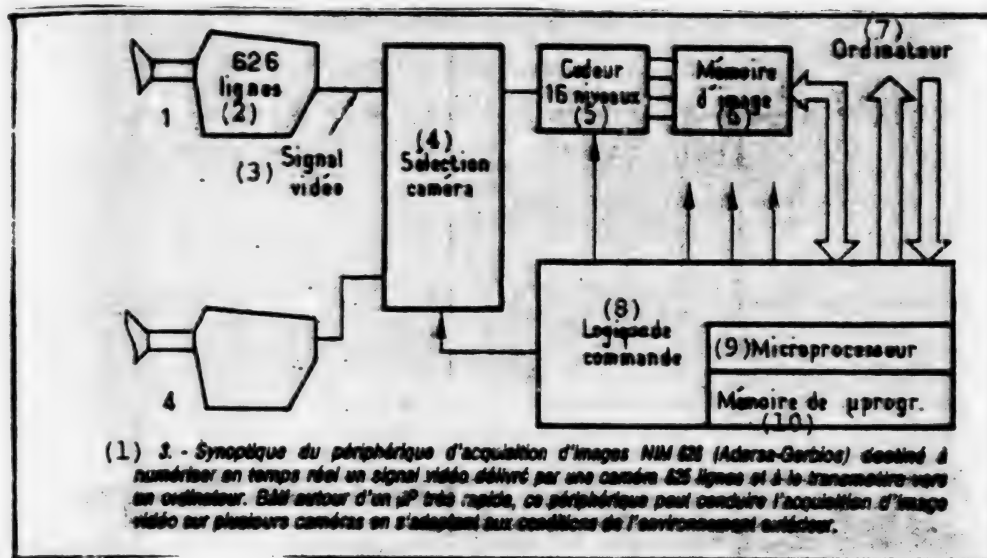 (7)
Ordinateur
626
lignes
(2)
1
(3) Signal
vidéo
(4)
Sélection
caméra
Codeur
16 niveaux
(5)
Mémoire
d'image
(6)
4
(8)
Logique de
commande
(9) Microprocesseur
Mémoire de µprogr.
(10)
(1) 3. - Synoptique du périphérique d'acquisition d'images NIM (Adersa-Gerbios) destiné à
numériser en temps réel un signal vidéo délivré par une caméra 625 lignes et à le transmettre vers
un ordinateur. Bâti autour d'un µP très rapide, ce périphérique peut conduire l'acquisition d'image
vidéo sur plusieurs caméras en s'adaptant aux conditions de l'environnement extérieur.